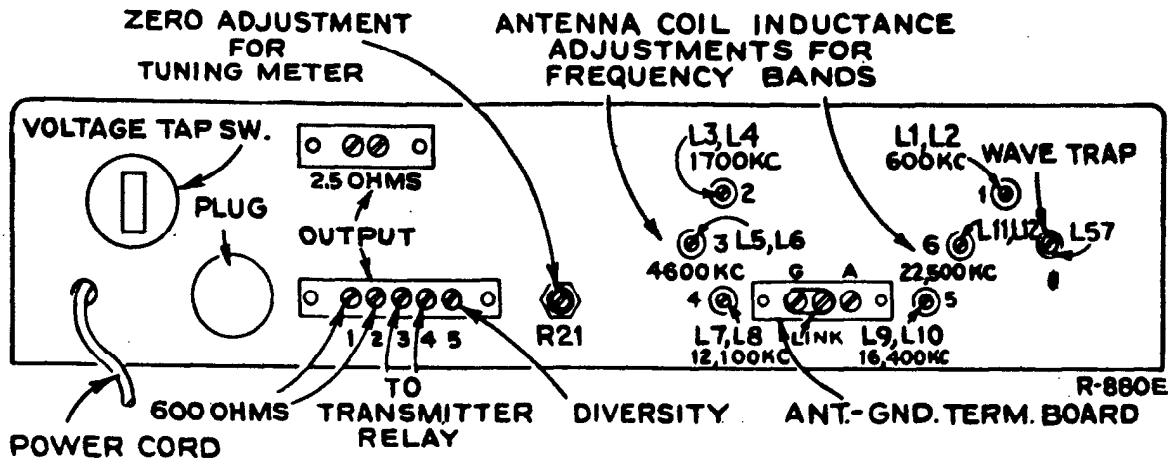 ZERO ADJUSTMENT
FOR
TUNING METER
ANTENNA COIL INDUCTANCE
ADJUSTMENTS FOR
FREQUENCY BANDS
VOLTAGE TAP SW.
2.5 OHMS
PLUG
OUTPUT
1 2 3 4 5
R21
L3, L4
1700KC
2
L1, L2
600KC
1
WAVE TRAP
3 L5, L6
4600KC
6 L11, L12
22,500KC
L57
G A
4
L7, L8
12,100KC
LINK
5
L9, L10
16,400KC
R-880E
POWER CORD
600 OHMS
TO
TRANSMITTER
RELAY
DIVERSITY
ANT.-GND. TERM. BOARD